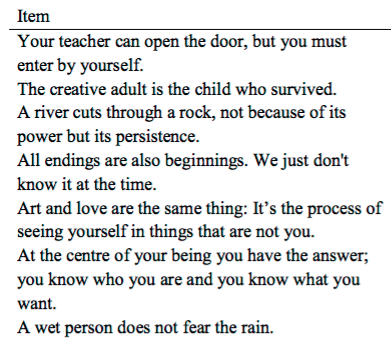 Item
Your teacher can open the door, but you must
enter by yourself.
The creative adult is the child who survived.
A river cuts through a rock, not because of its
power but its persistence.
All endings are also beginnings. We just don't
know it at the time.
Art and love are the same thing: It’s the process of
seeing yourself in things that are not you.
At the centre of your being you have the answer;
you know who you are and you know what you
want.
A wet person does not fear the rain.